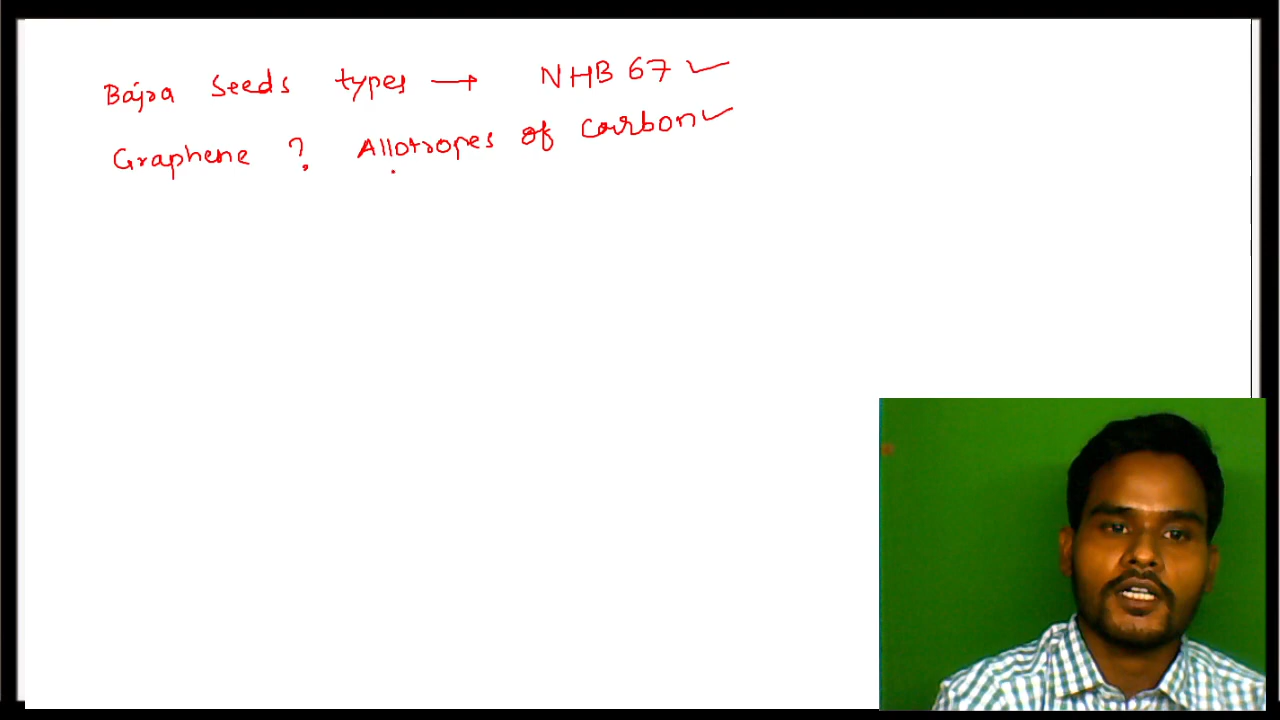 Bajra Seeds types → NHB 67 ✓
Graphene ? Allotropes of Carbon ✓